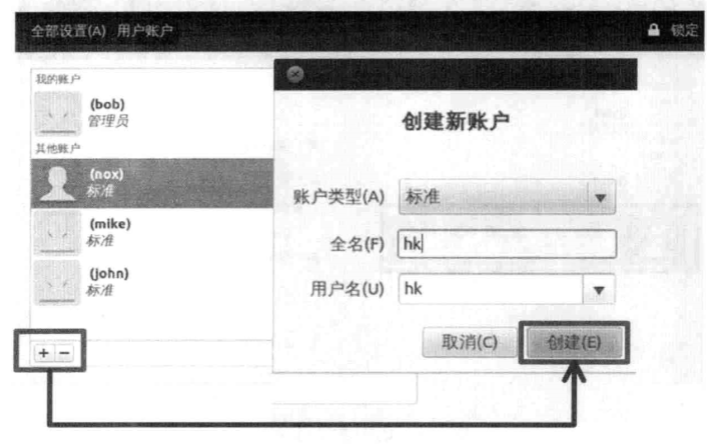 全部设置(A) 用户账户
锁定
我的账户
(bob)
管理员
其他账户
(nox)
标准
(mike)
标准
(john)
标准
+ −
创建新账户
账户类型(A) 标准
全名(F) hk
用户名(U) hk
取消(C) 创建(E)